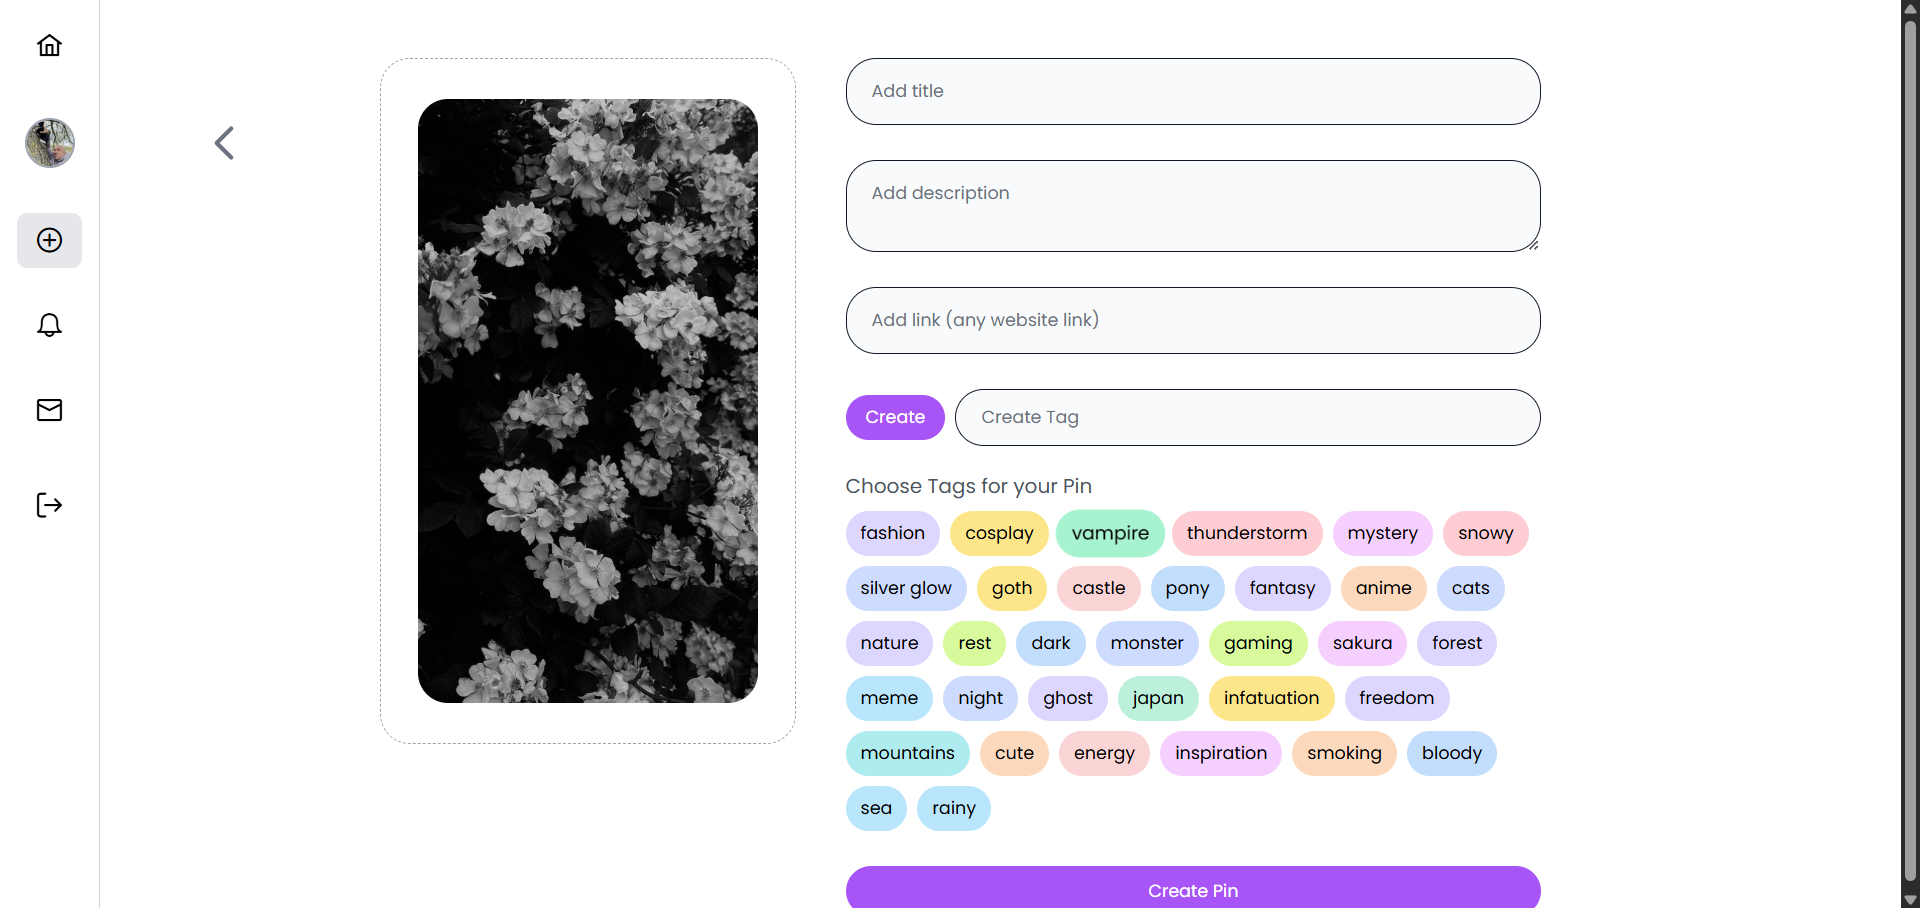 Add title
Add description
Add link (any website link)
Create Create Tag
Choose Tags for your Pin
fashion cosplay vampire thunderstorm mystery snowy
silver glow goth castle pony fantasy anime cats
nature rest dark monster gaming sakura forest
meme night ghost japan infatuation freedom
mountains cute energy inspiration smoking bloody
sea rainy
Create Pin